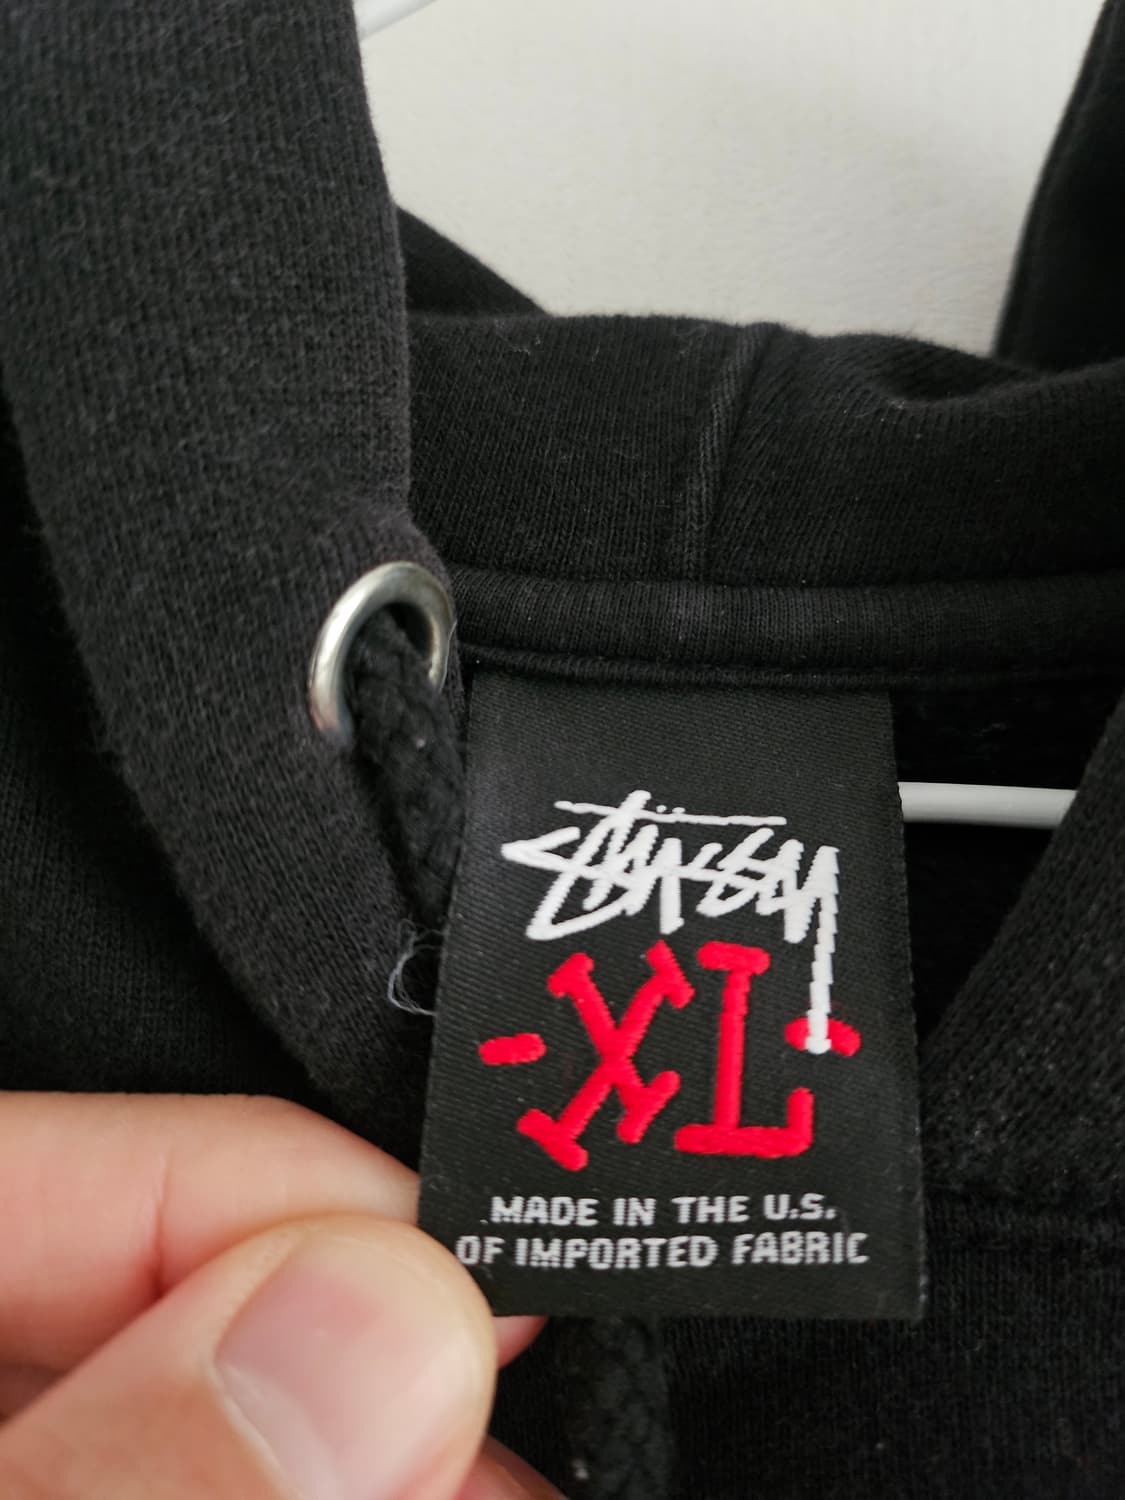 STÜSSY
-XL-
MADE IN THE U.S.
OF IMPORTED FABRIC